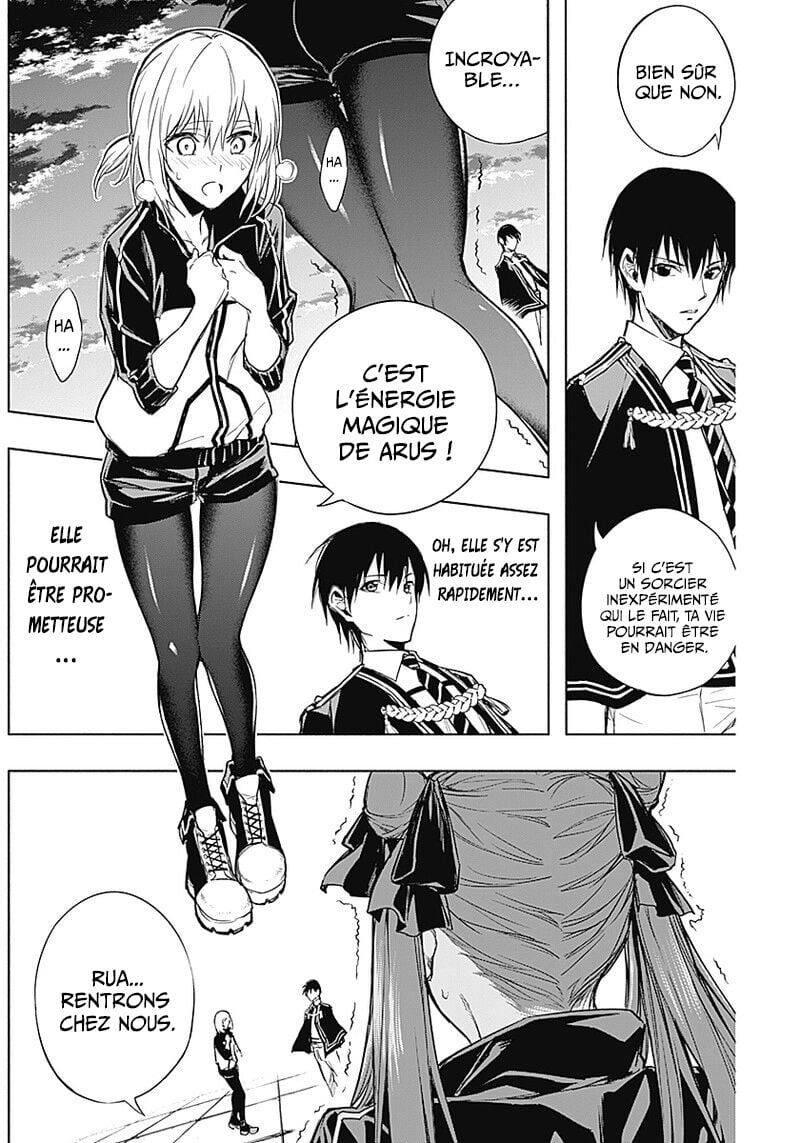 BIEN SÛR
QUE NON.
SI C'EST
UN SORCIER
INEXPÉRIMENTÉ
QUI LE FAIT, TA VIE
POURRAIT ÊTRE
EN DANGER.
INCROYA-
BLE...
HA
...
HA
...
C'EST
L'ÉNERGIE
MAGIQUE
DE ARUS !
OH, ELLE S'Y EST
HABITUÉE ASSEZ
RAPIDEMENT...
ELLE
POURRAIT
ÊTRE PRO-
METTEUSE
...
RUA...
RENTRONS
CHEZ NOUS.